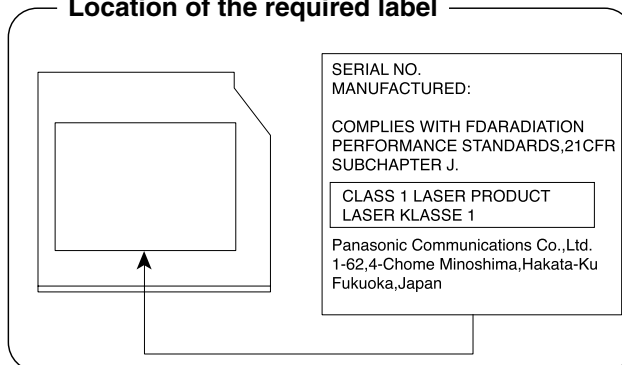 Location of the required label
SERIAL NO.
MANUFACTURED:
COMPLIES WITH FDARADIATION
PERFORMANCE STANDARDS,21CFR
SUBCHAPTER J.
CLASS 1 LASER PRODUCT
LASER KLASSE 1
Panasonic Communications Co.,Ltd.
1-62,4-Chome Minoshima,Hakata-Ku
Fukuoka,Japan